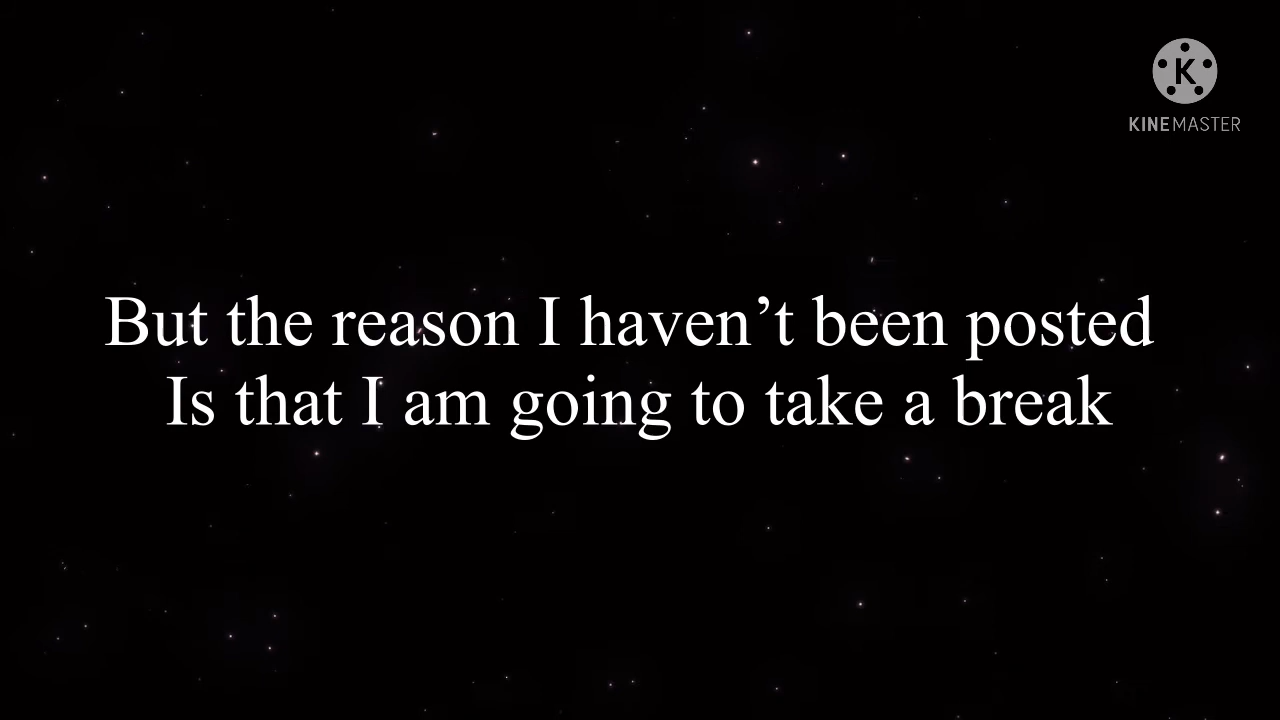 K
KINEMASTER
But the reason I haven’t been posted
Is that I am going to take a break